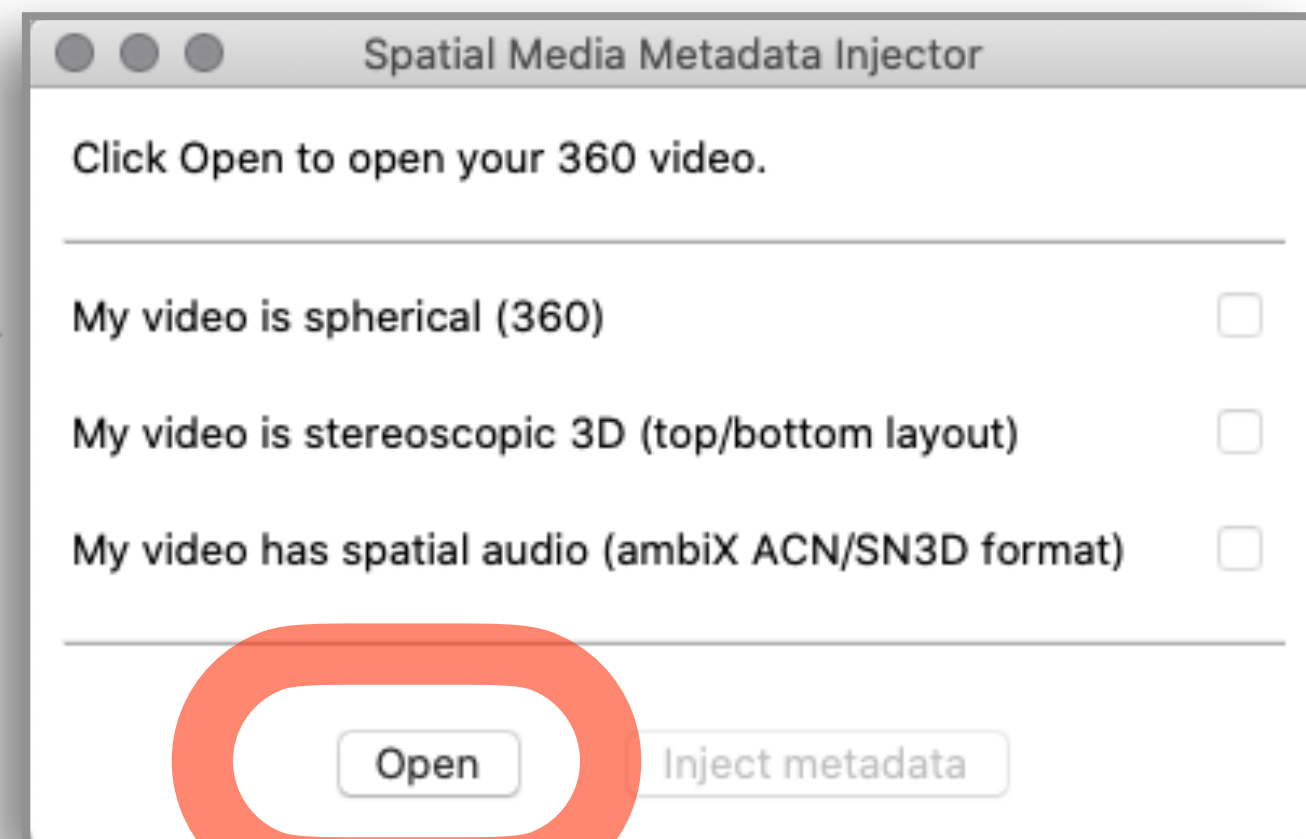 Spatial Media Metadata Injector
Click Open to open your 360 video.
My video is spherical (360)
My video is stereoscopic 3D (top/bottom layout)
My video has spatial audio (ambiX ACN/SN3D format)
Open Inject metadata